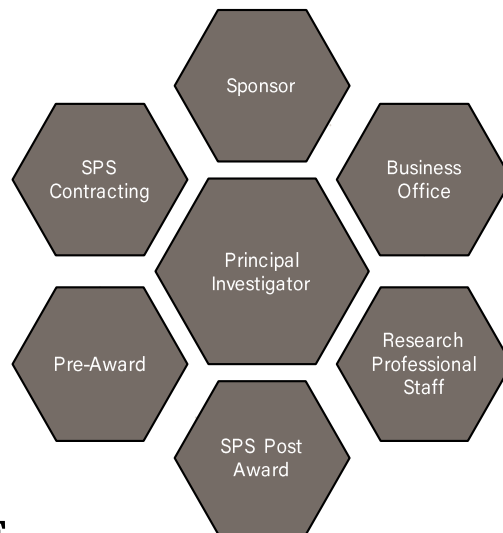 Sponsor
SPS
Contracting
Business
Office
Principal
Investigator
Pre-Award
Research
Professional
Staff
SPS Post
Award